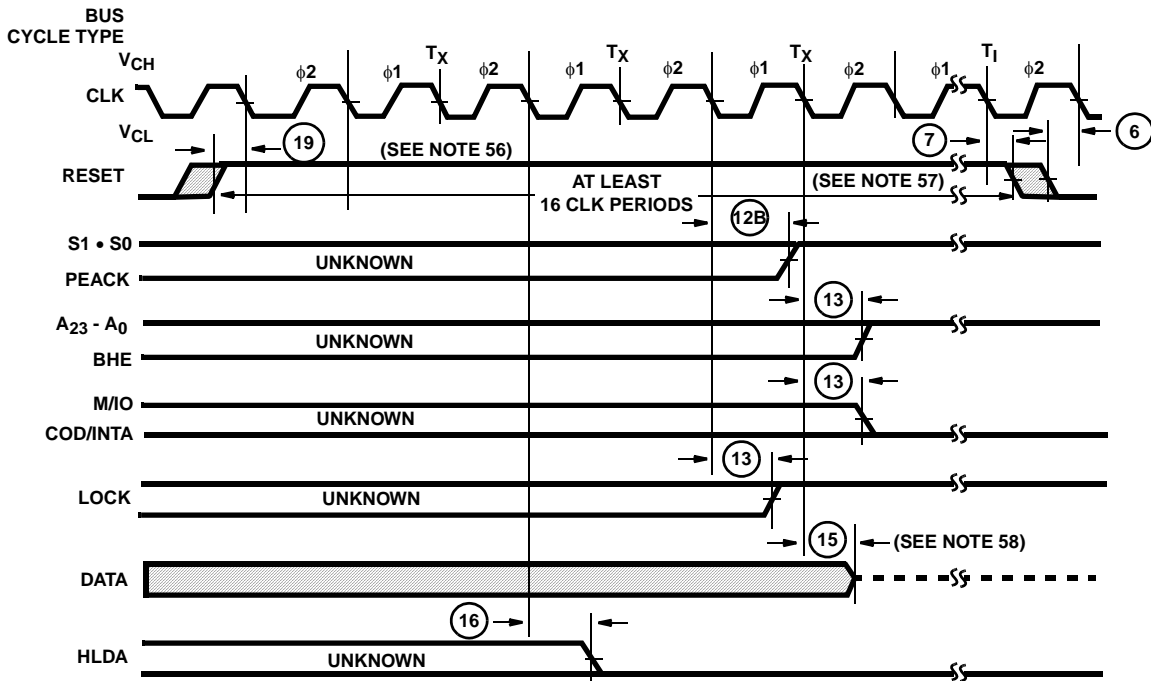 BUS
CYCLE TYPE
VCH
ϕ2
ϕ1
TX
ϕ2
ϕ1
TX
ϕ2
ϕ1
TX
ϕ2
ϕ1
TI
ϕ2
CLK
VCL
19
7
6
(SEE NOTE 56)
RESET
AT LEAST
16 CLK PERIODS
(SEE NOTE 57)
12B
S1 • S0
UNKNOWN
PEACK
13
A23 - A0
UNKNOWN
BHE
13
M/IO
UNKNOWN
COD/INTA
13
LOCK
UNKNOWN
15
(SEE NOTE 58)
DATA
16
HLDA
UNKNOWN